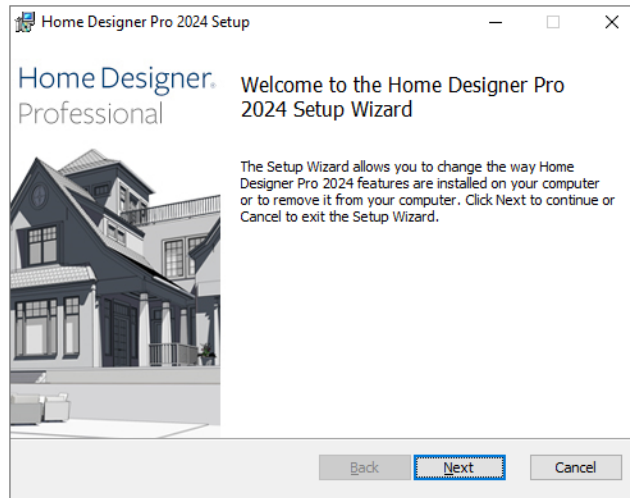 Home Designer Pro 2024 Setup
Home Designer®
Professional
Welcome to the Home Designer Pro
2024 Setup Wizard
The Setup Wizard allows you to change the way Home
Designer Pro 2024 features are installed on your computer
or to remove it from your computer. Click Next to continue or
Cancel to exit the Setup Wizard.
Back
Next
Cancel